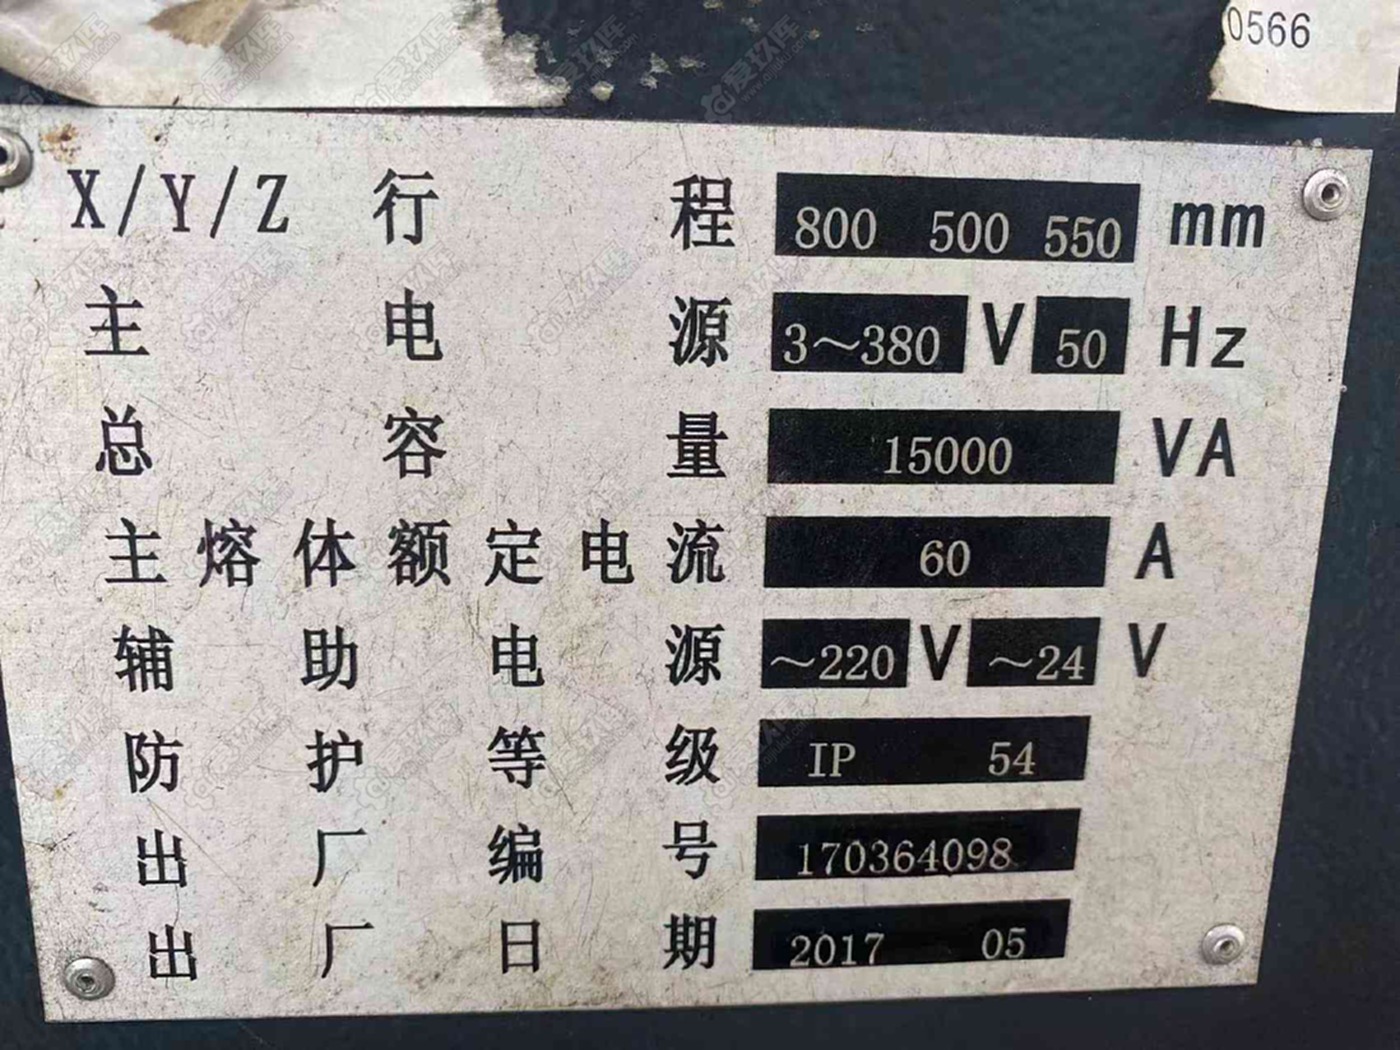 0566
X/Y/Z 行程 800 500 550 mm
主电源 3~380 V 50 Hz
总容量 15000 VA
主熔体额定电流 60 A
辅助电源 ~220 V ~24 V
防护等级 IP 54
出厂编号 170364098
出厂日期 2017 05